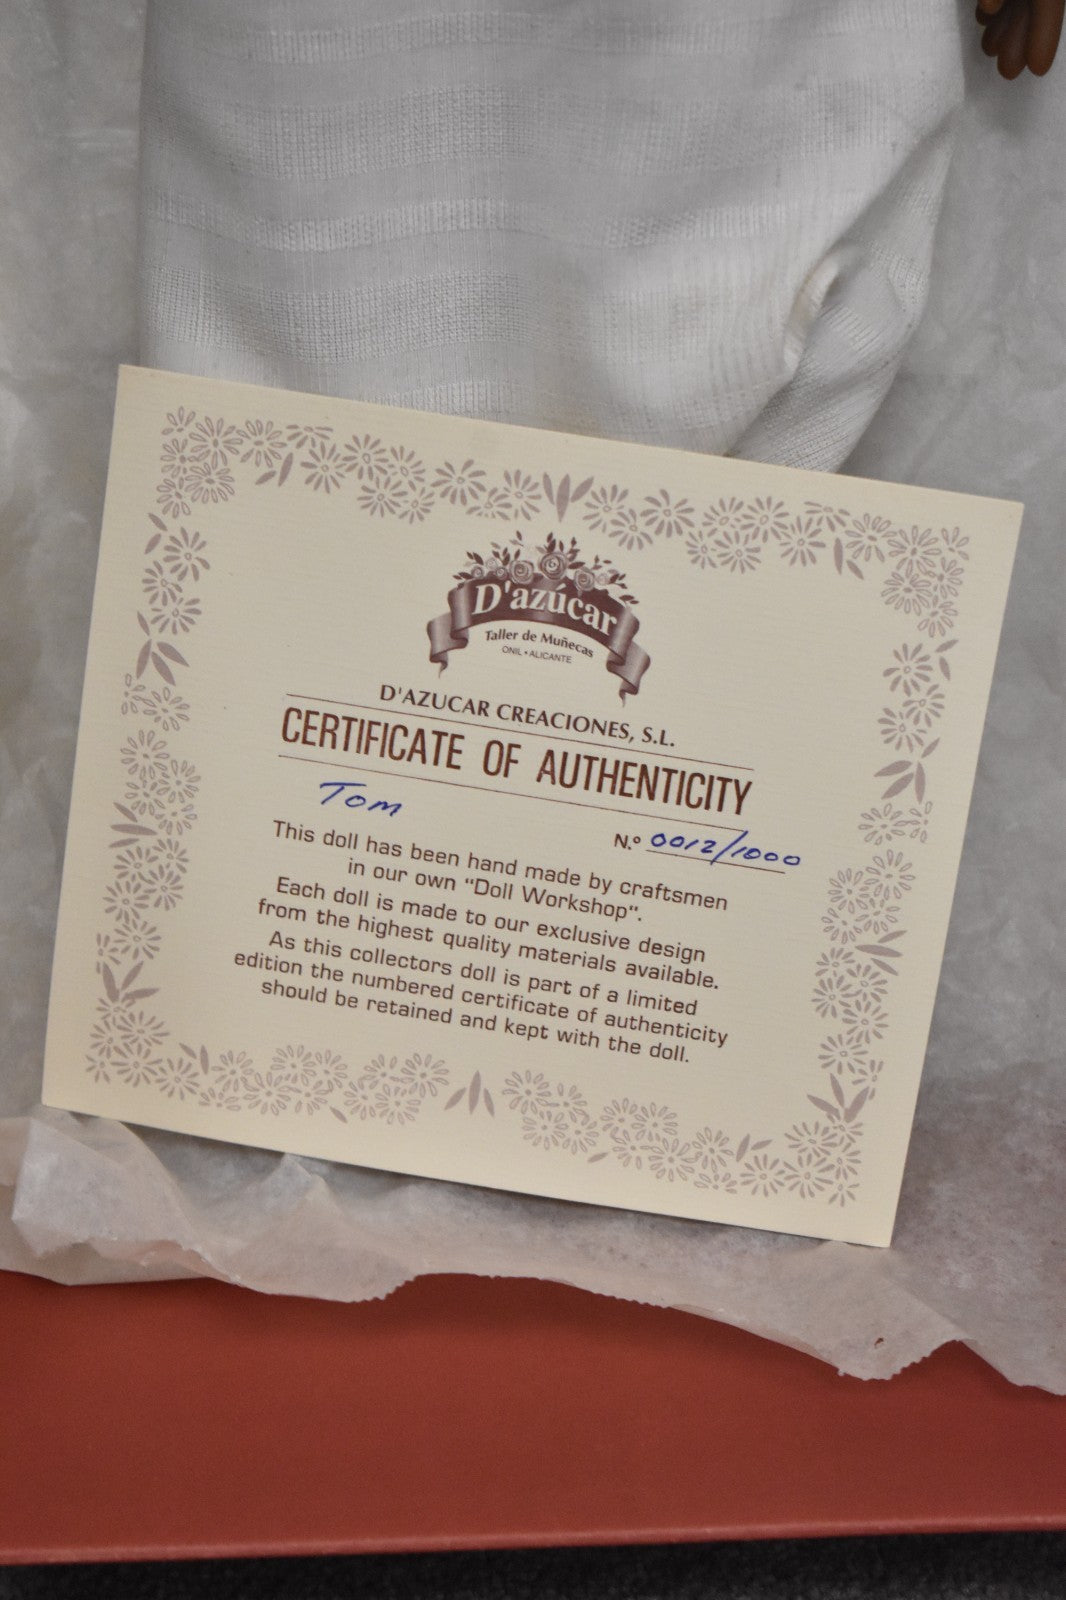 D'azúcar
Taller de Muñecas
ONIL • ALICANTE
D'AZUCAR CREACIONES, S.L.
CERTIFICATE OF AUTHENTICITY
Tom
N.º 0012/1000
This doll has been hand made by craftsmen
in our own "Doll Workshop".
Each doll is made to our exclusive design
from the highest quality materials available.
As this collectors doll is part of a limited
edition the numbered certificate of authenticity
should be retained and kept with the doll.